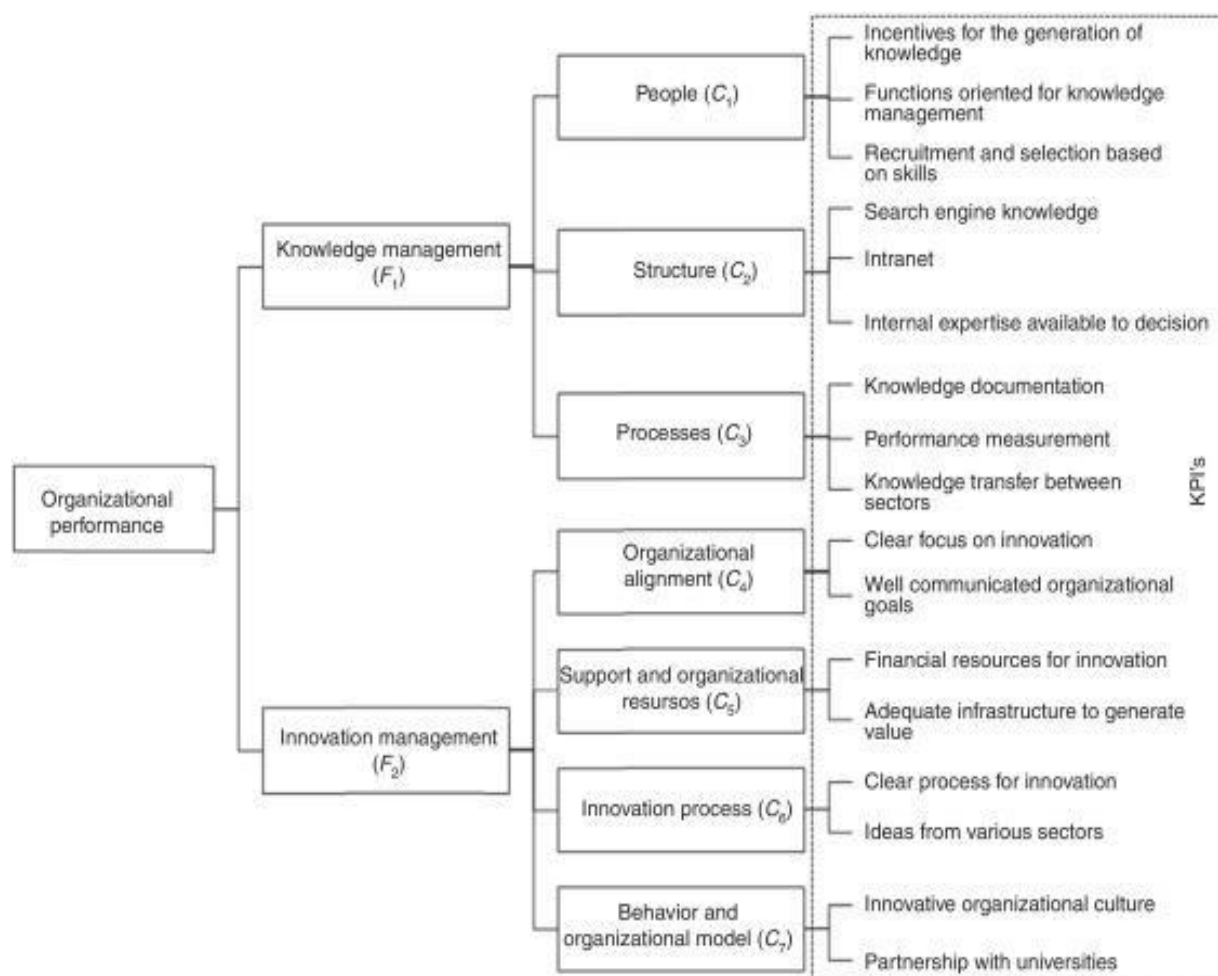 Organizational
performance
Knowledge management
(F₁)
Innovation management
(F₂)
People (C₁)
Structure (C₂)
Processes (C₃)
Organizational
alignment (C₄)
Support and organizational
resursos (C₅)
Innovation process (C₆)
Behavior and
organizational model (C₇)
Incentives for the generation of
knowledge
Functions oriented for knowledge
management
Recruitment and selection based
on skills
Search engine knowledge
Intranet
Internal expertise available to decision
Knowledge documentation
Performance measurement
Knowledge transfer between
sectors
Clear focus on innovation
Well communicated organizational
goals
Financial resources for innovation
Adequate infrastructure to generate
value
Clear process for innovation
Ideas from various sectors
Innovative organizational culture
Partnership with universities
KPI's